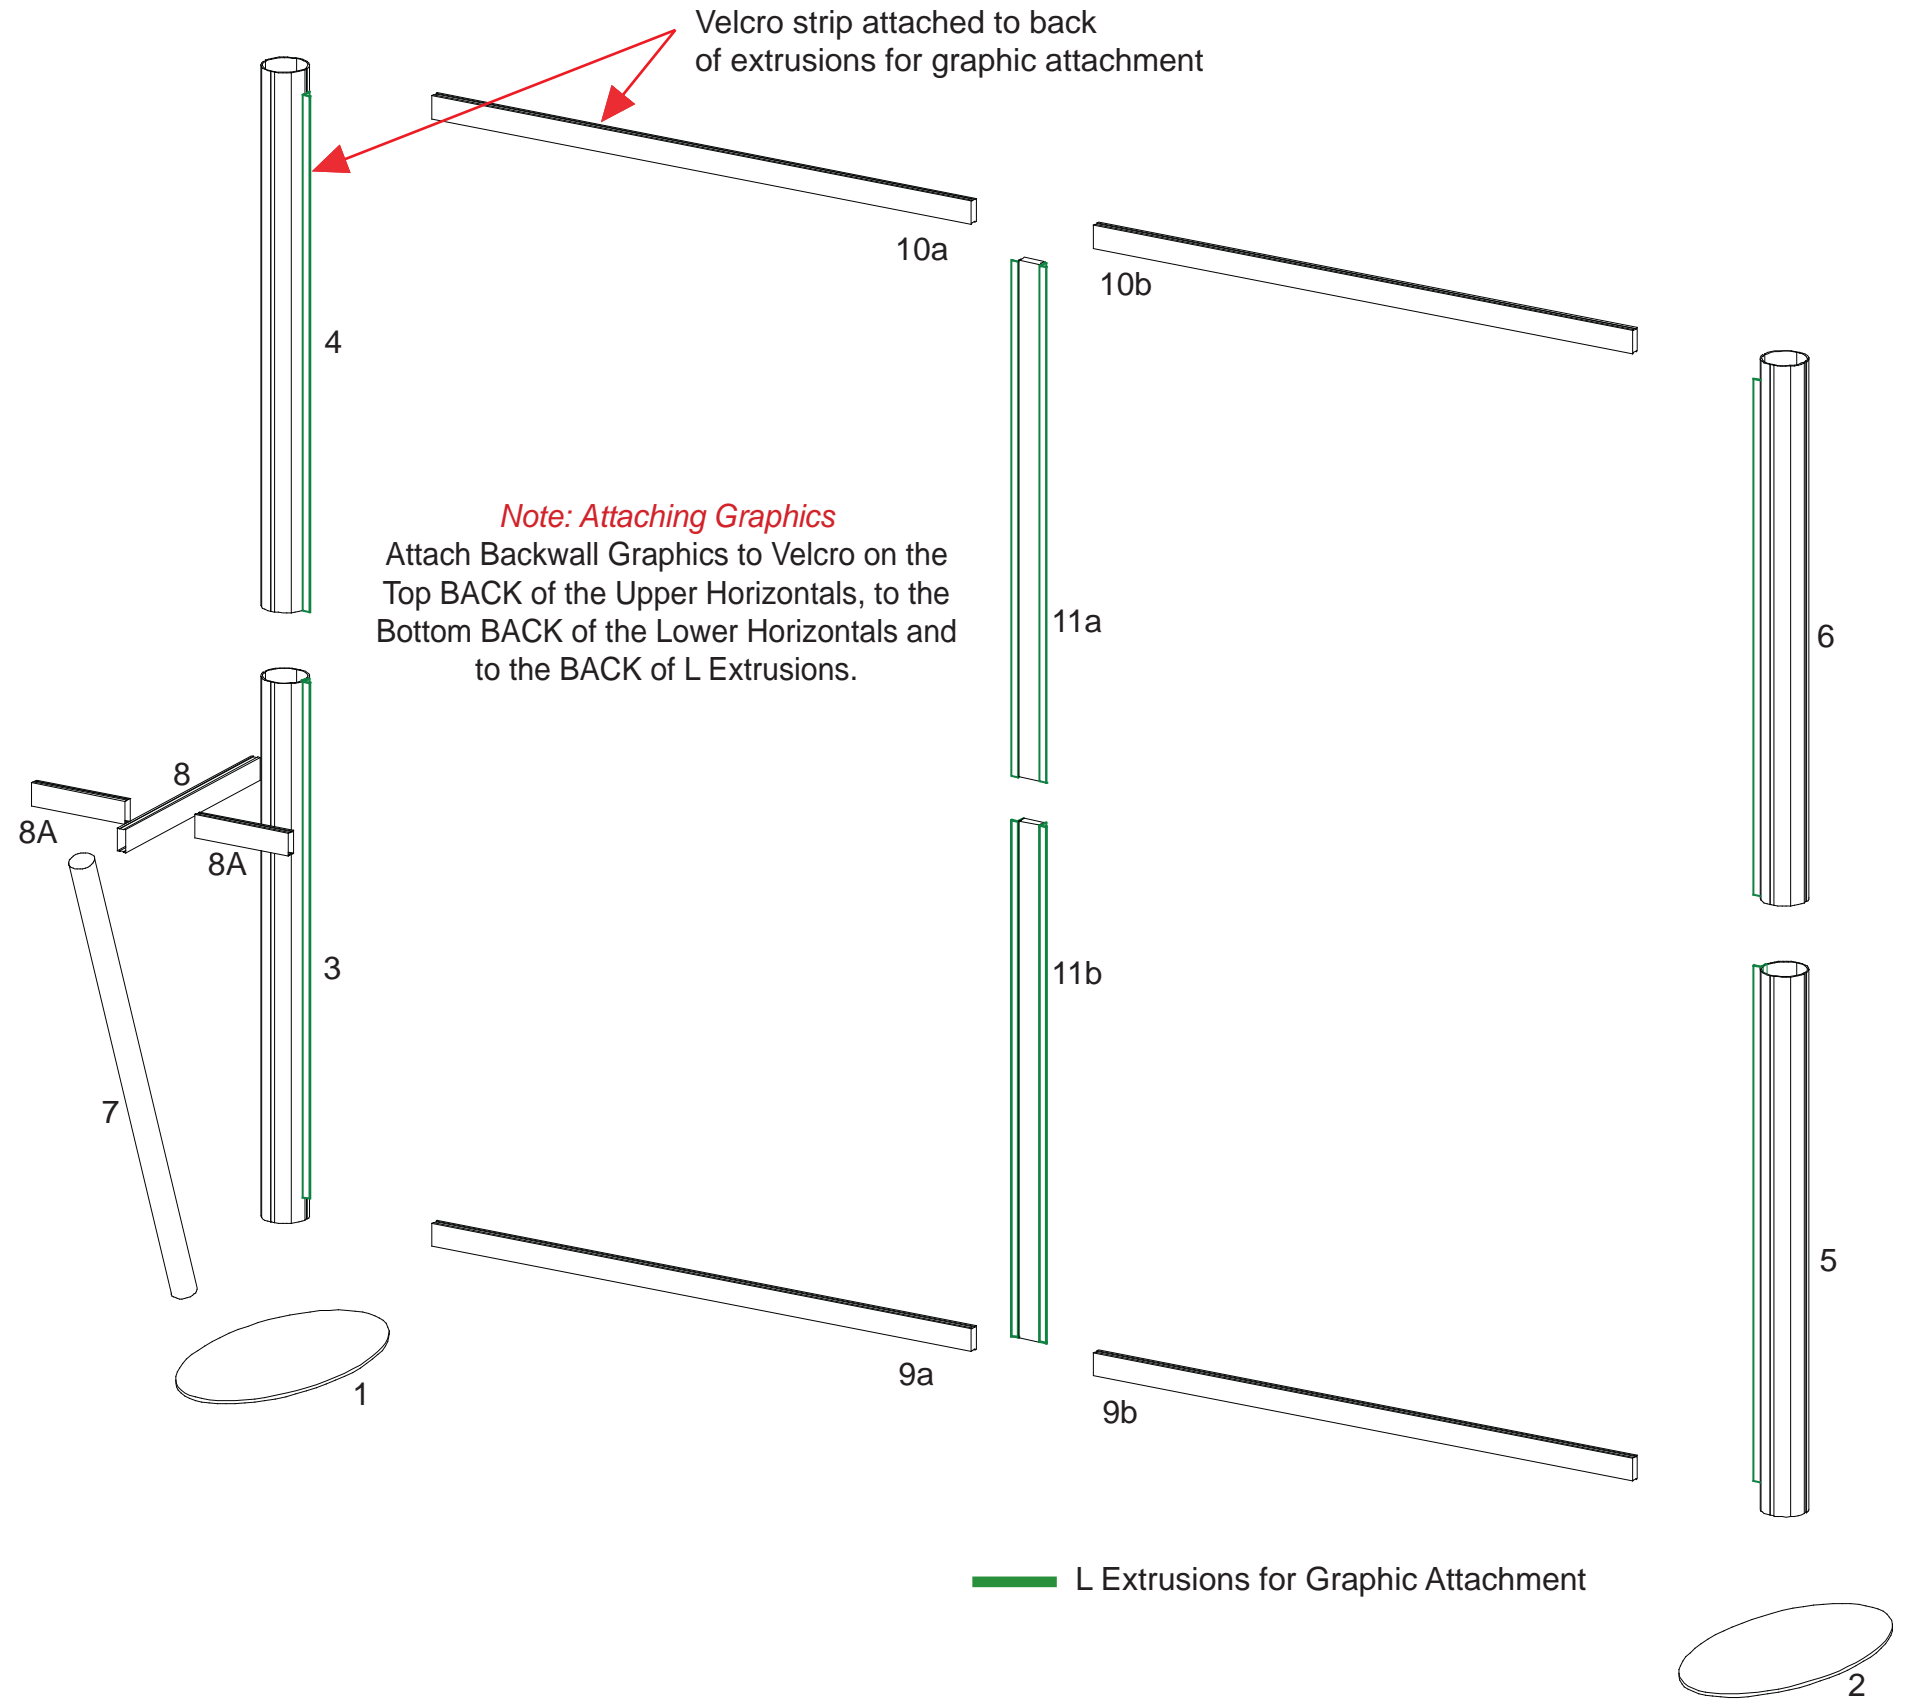 Velcro strip attached to back
of extrusions for graphic attachment
10a
10b
4
Note: Attaching Graphics
Attach Backwall Graphics to Velcro on the
Top BACK of the Upper Horizontals, to the
Bottom BACK of the Lower Horizontals and
to the BACK of L Extrusions.
11a
6
8
8A
8A
3
11b
7
5
9a
1
9b
L Extrusions for Graphic Attachment
2